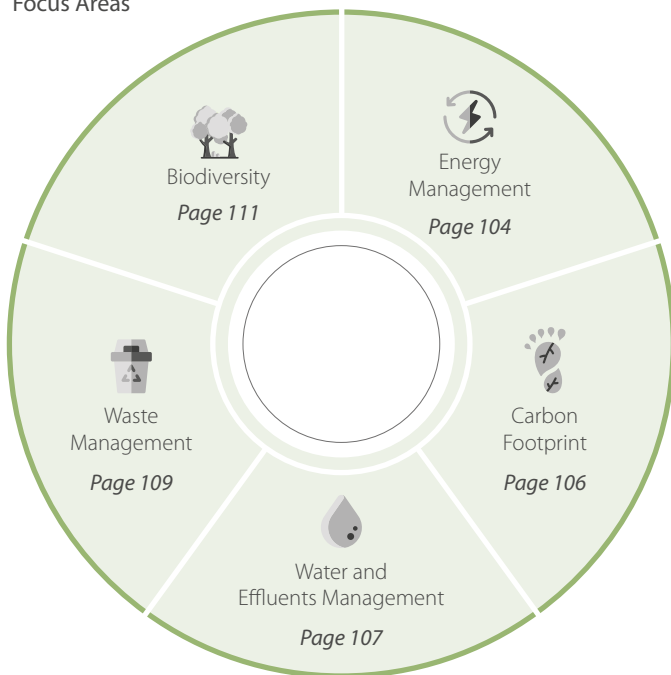 Focus Areas
Biodiversity
Page 111
Energy
Management
Page 104
Waste
Management
Page 109
Carbon
Footprint
Page 106
Water and
Effluents Management
Page 107